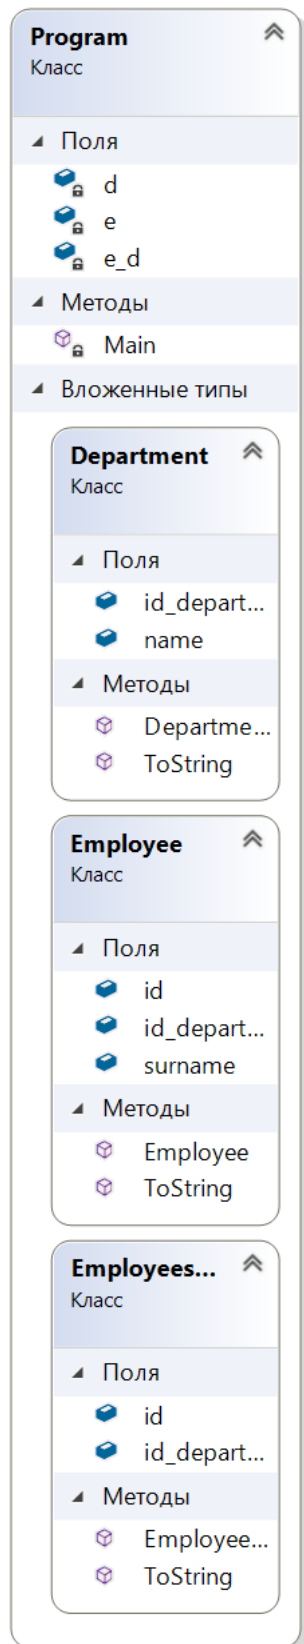 Program
Класс
Поля
d
e
e_d
Методы
Main
Вложенные типы
Department
Класс
Поля
id_depart...
name
Методы
Departme...
ToString
Employee
Класс
Поля
id
id_depart...
surname
Методы
Employee
ToString
Employees...
Класс
Поля
id
id_depart...
Методы
Employee...
ToString